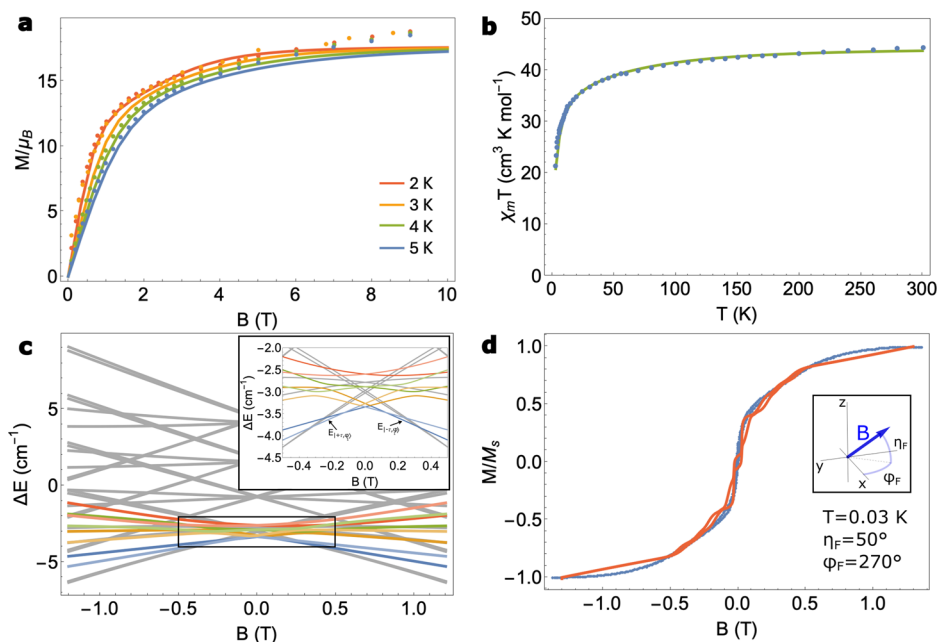 a
M/μB
15
10
5
0
0 2 4 6 8 10
B (T)
2 K
3 K
4 K
5 K
b
χmT (cm³ K mol⁻¹)
50
40
30
20
10
0
0 50 100 150 200 250 300
T (K)
c
ΔE (cm⁻¹)
5
0
−5
−1.0 −0.5 0.0 0.5 1.0
B (T)
ΔE (cm⁻¹)
−2.0
−2.5
−3.0
−3.5
−4.0
−4.5
−0.4 −0.2 0.0 0.2 0.4
B (T)
d
M/Ms
1.0
0.5
0.0
−0.5
−1.0
−1.0 −0.5 0.0 0.5 1.0
B (T)
z
B
ηF
y
x
φF
T=0.03 K
ηF=50°
φF=270°